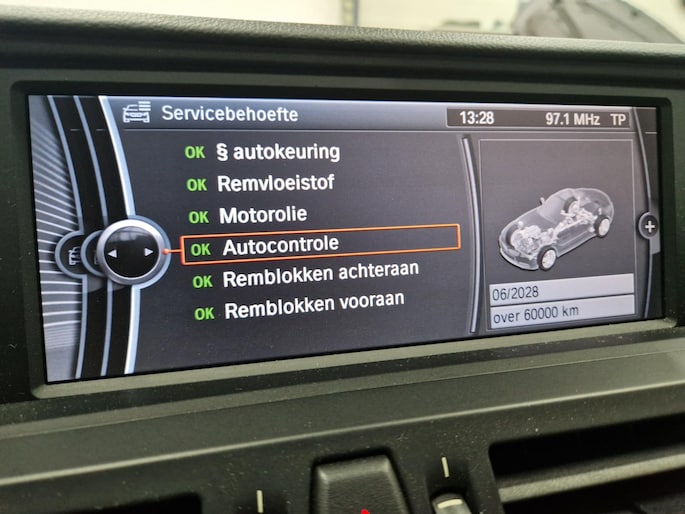 Servicebehoefte
13:28 97.1 MHz TP
OK § autokeuring
OK Remvloeistof
OK Motorolie
OK Autocontrole
OK Remblokken achteraan
OK Remblokken vooraan
06/2028
over 60000 km